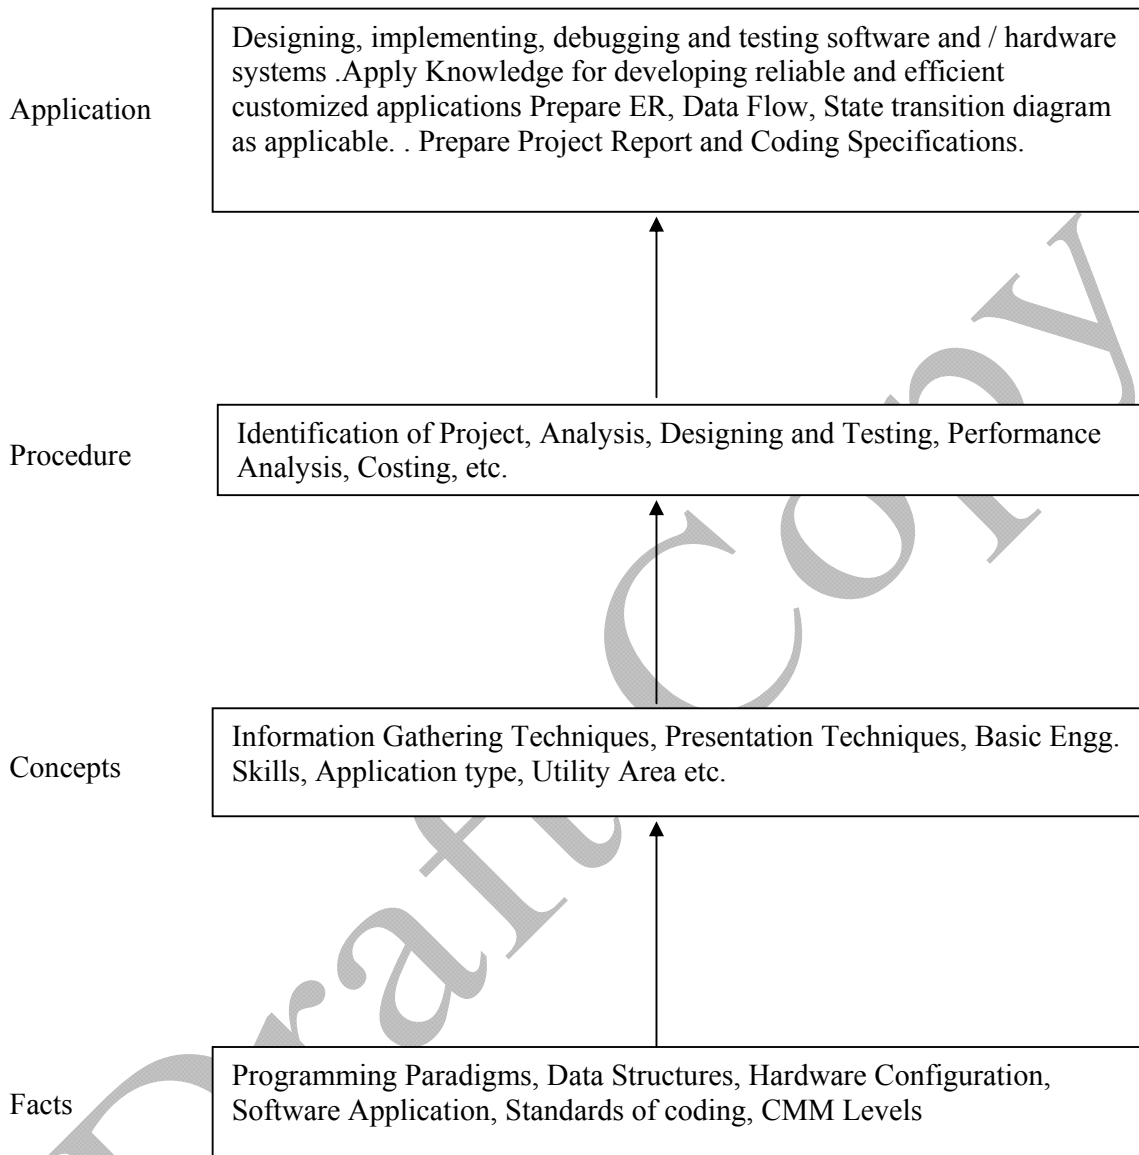 Designing, implementing, debugging and testing software and / hardware
systems .Apply Knowledge for developing reliable and efficient
Application
customized applications Prepare ER, Data Flow, State transition diagram
as applicable. . Prepare Project Report and Coding Specifications.
Procedure
Identification of Project, Analysis, Designing and Testing, Performance
Analysis, Costing, etc.
Concepts
Information Gathering Techniques, Presentation Techniques, Basic Engg.
Skills, Application type, Utility Area etc.
Facts
Programming Paradigms, Data Structures, Hardware Configuration,
Software Application, Standards of coding, CMM Levels
Draft Copy